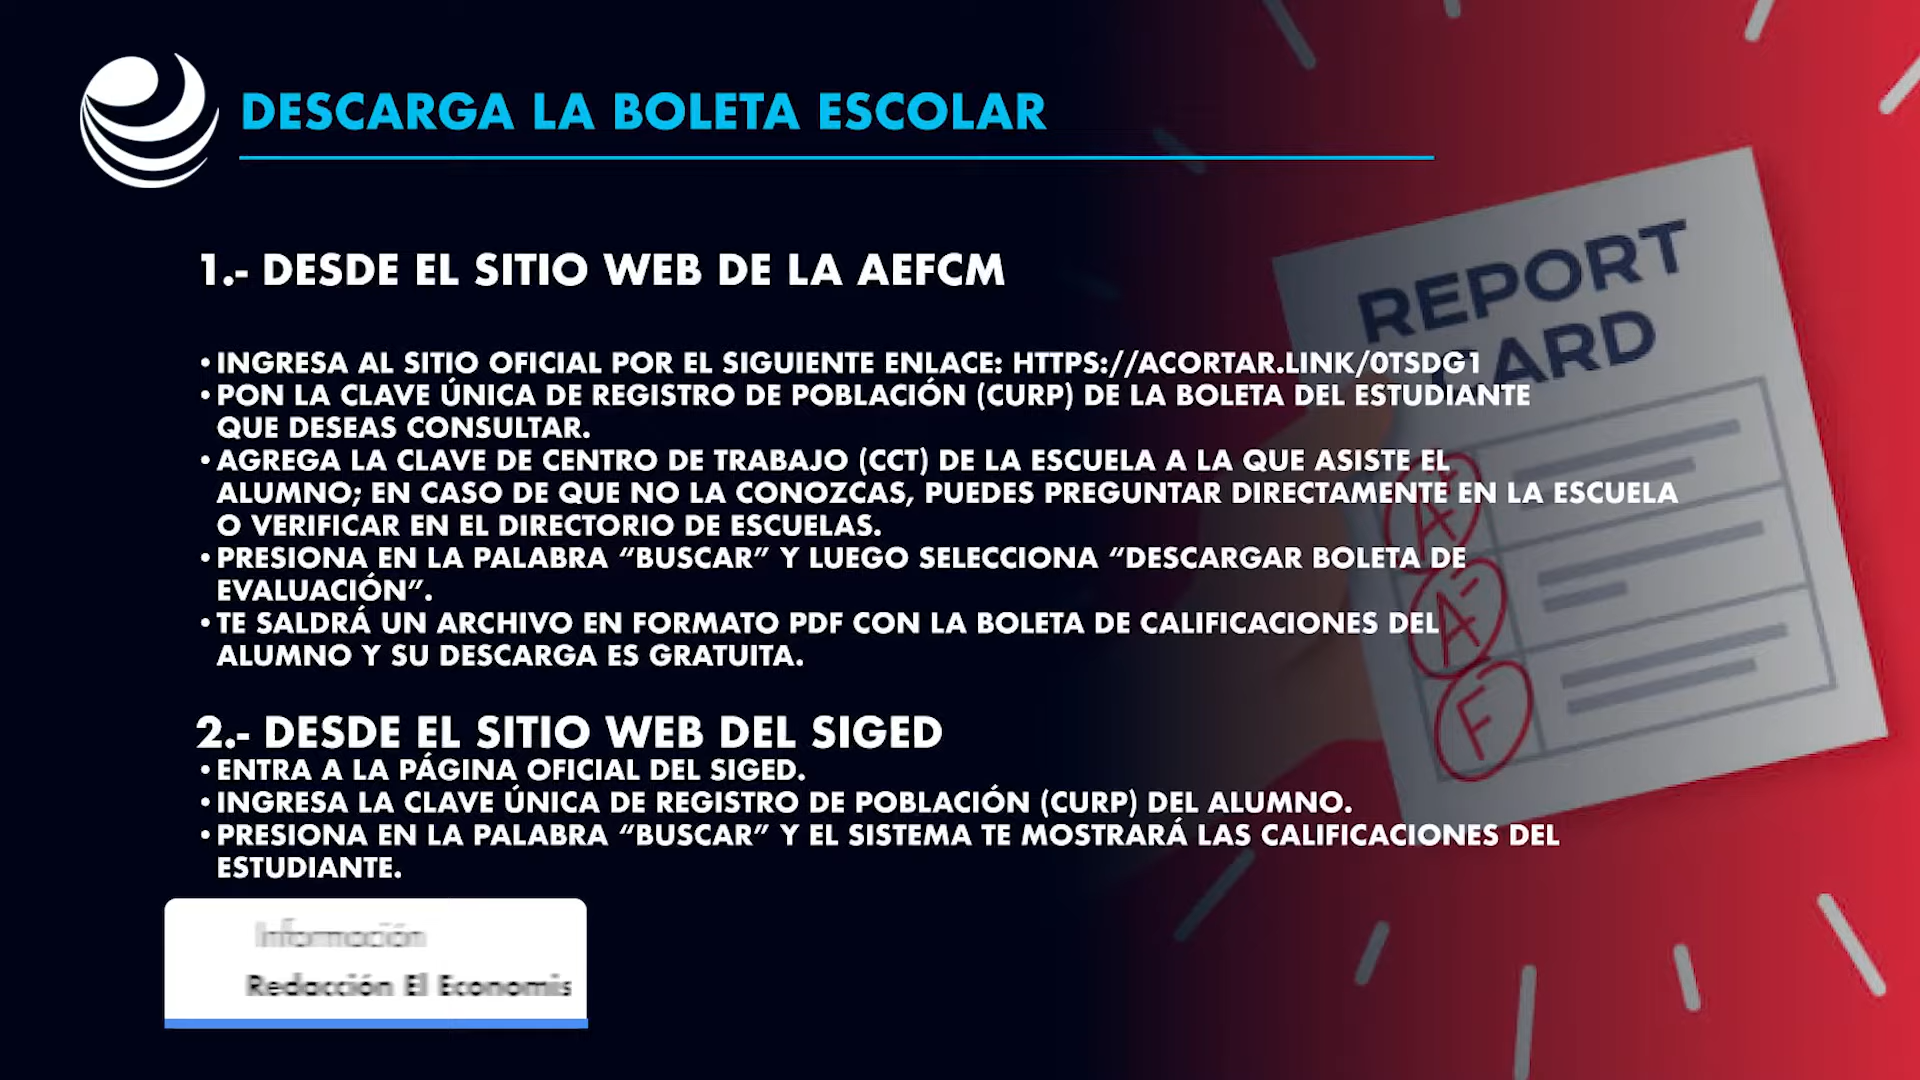 DESCARGA LA BOLETA ESCOLAR
1.- DESDE EL SITIO WEB DE LA AEFCM
• INGRESA AL SITIO OFICIAL POR EL SIGUIENTE ENLACE: HTTPS://ACORTAR.LINK/0TSDG1
• PON LA CLAVE ÚNICA DE REGISTRO DE POBLACIÓN (CURP) DE LA BOLETA DEL ESTUDIANTE
QUE DESEAS CONSULTAR.
• AGREGA LA CLAVE DE CENTRO DE TRABAJO (CCT) DE LA ESCUELA A LA QUE ASISTE EL
ALUMNO; EN CASO DE QUE NO LA CONOZCAS, PUEDES PREGUNTAR DIRECTAMENTE EN LA ESCUELA
O VERIFICAR EN EL DIRECTORIO DE ESCUELAS.
• PRESIONA EN LA PALABRA “BUSCAR” Y LUEGO SELECCIONA “DESCARGAR BOLETA DE
EVALUACIÓN”.
• TE SALDRÁ UN ARCHIVO EN FORMATO PDF CON LA BOLETA DE CALIFICACIONES DEL
ALUMNO Y SU DESCARGA ES GRATUITA.
2.- DESDE EL SITIO WEB DEL SIGED
• ENTRA A LA PÁGINA OFICIAL DEL SIGED.
• INGRESA LA CLAVE ÚNICA DE REGISTRO DE POBLACIÓN (CURP) DEL ALUMNO.
• PRESIONA EN LA PALABRA “BUSCAR” Y EL SISTEMA TE MOSTRARÁ LAS CALIFICACIONES DEL
ESTUDIANTE.
Información
Redacción El Economis
REPORT
CARD
A+
A-
F